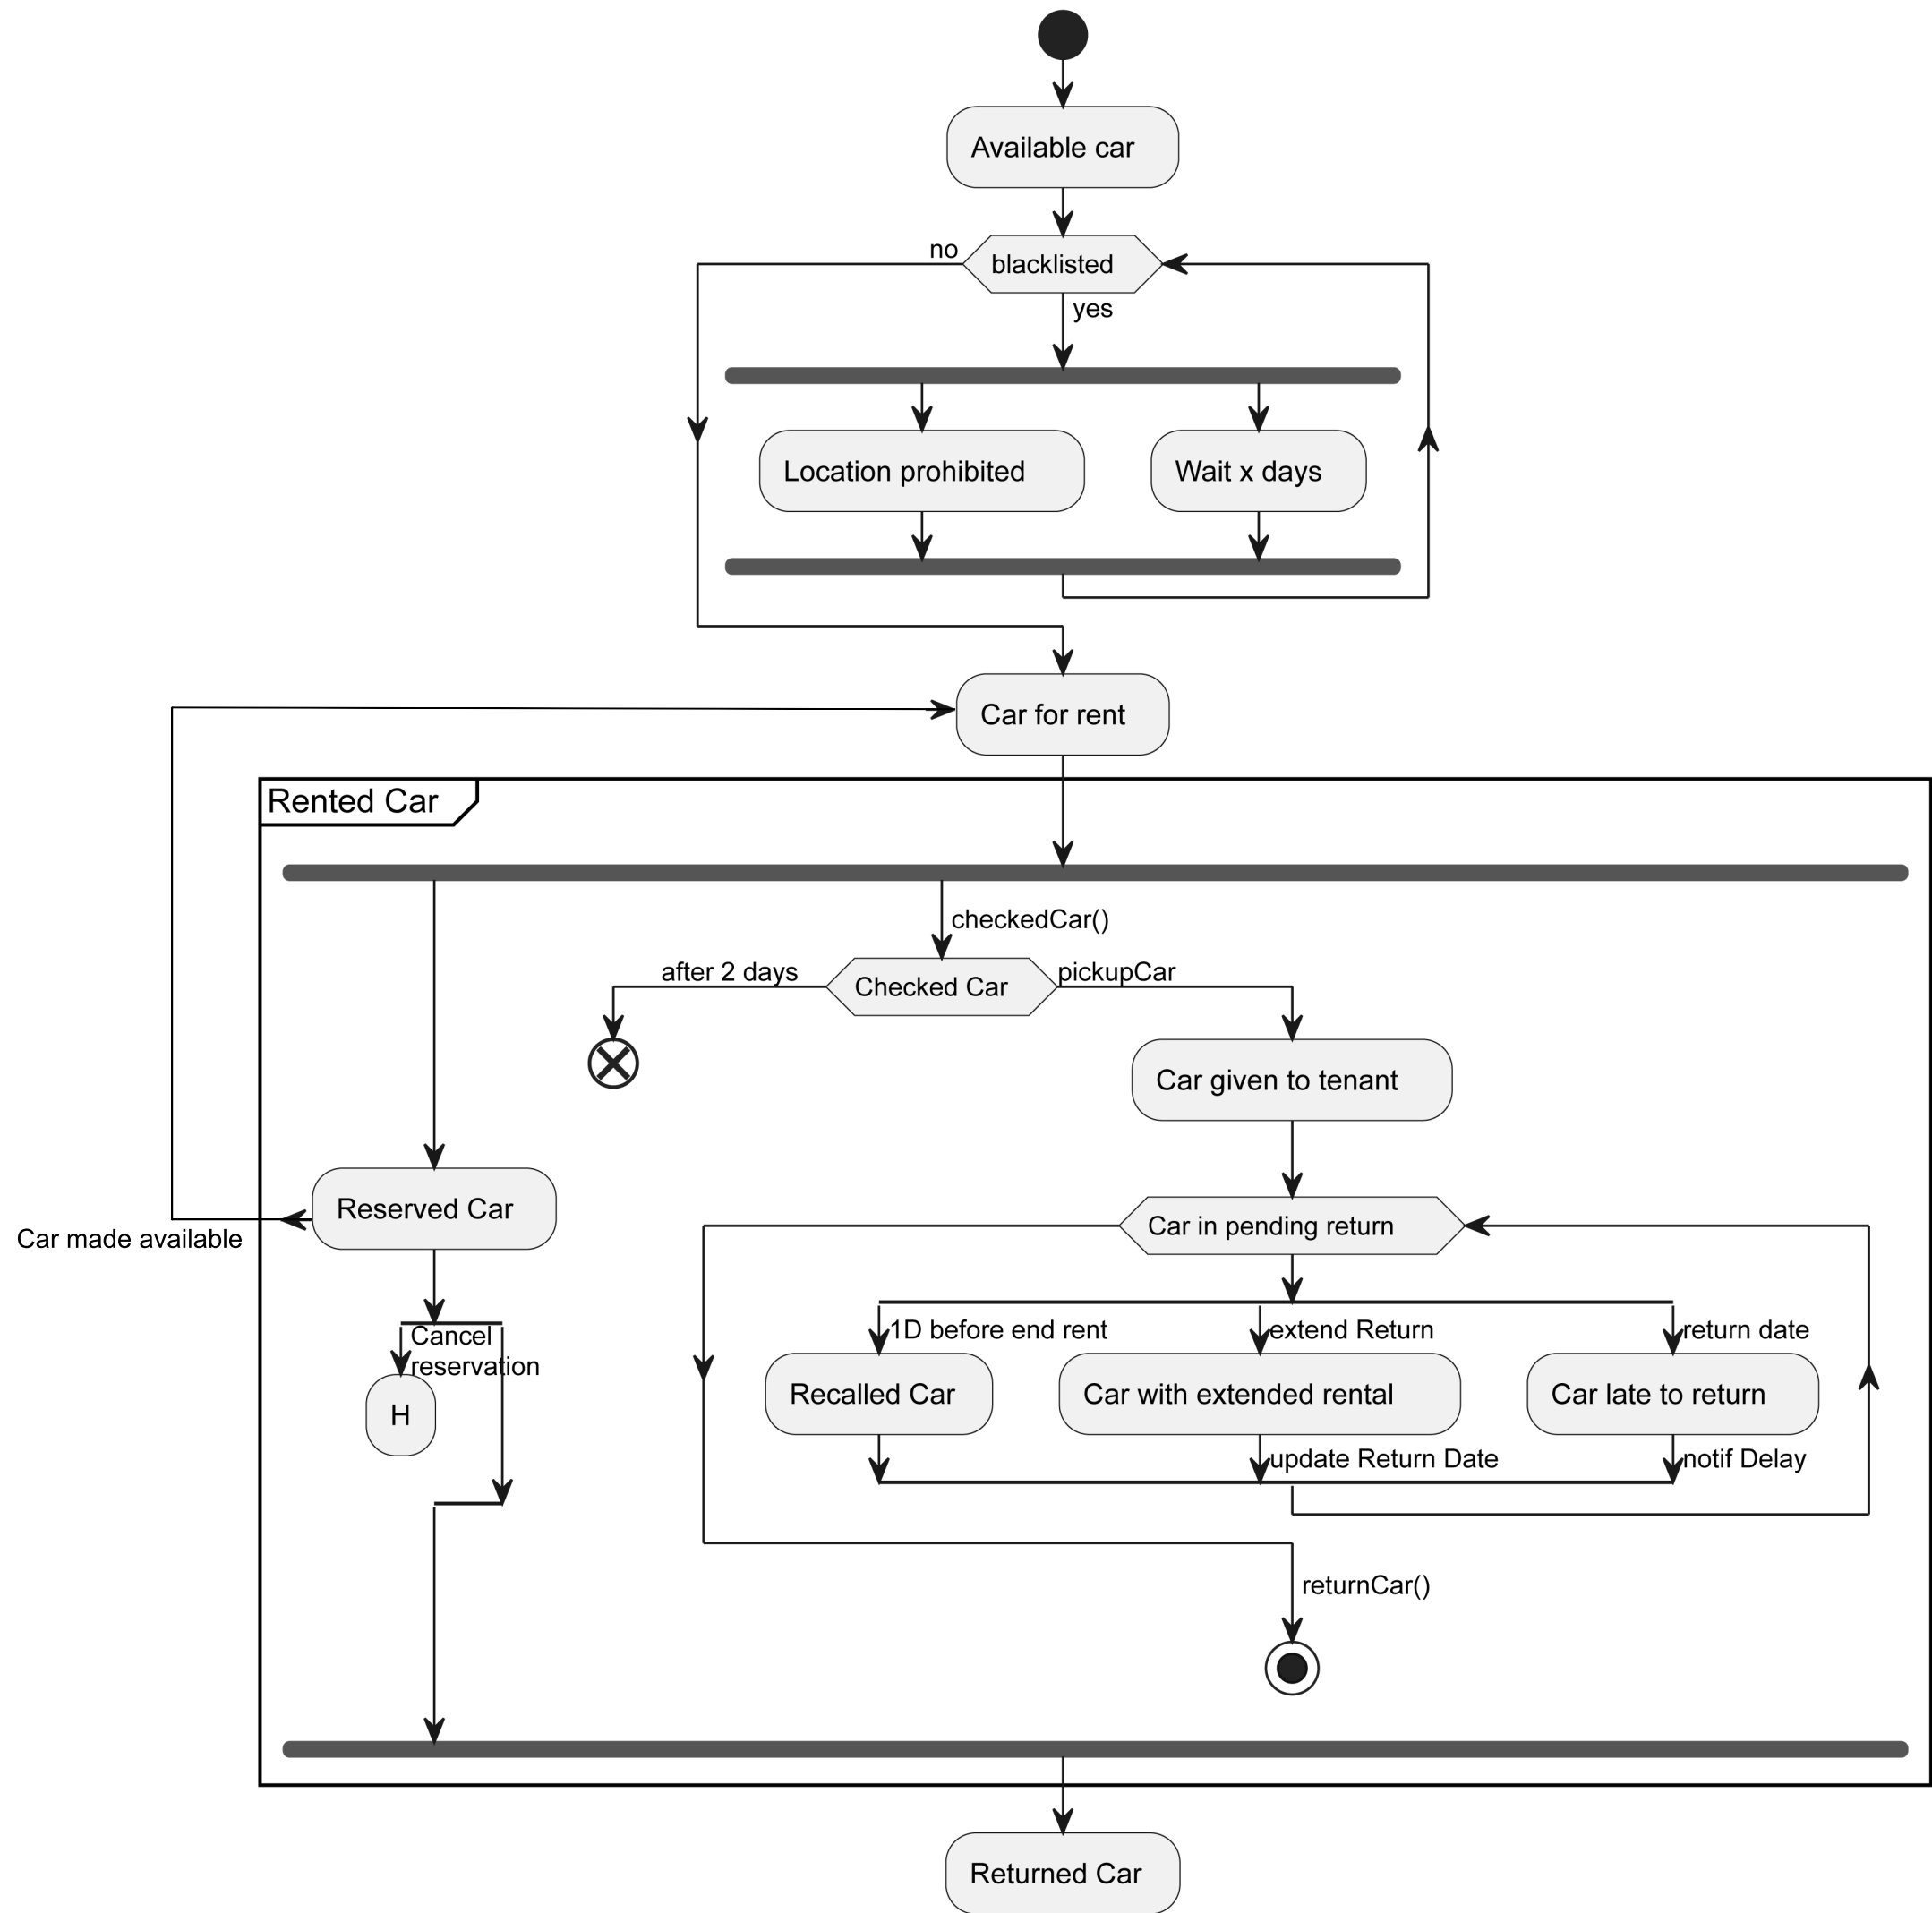 Available car
no
blacklisted
yes
Location prohibited
Wait x days
Car for rent
Rented Car
checkedCar()
after 2 days
Checked Car
pickupCar
Car given to tenant
Reserved Car
Car made available
Car in pending return
Cancel
reservation
H
1D before end rent
extend Return
return date
Recalled Car
Car with extended rental
Car late to return
update Return Date
notif Delay
returnCar()
Returned Car